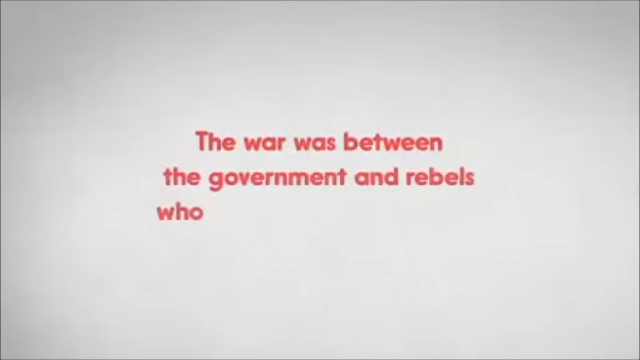 The war was between
the government and rebels
who